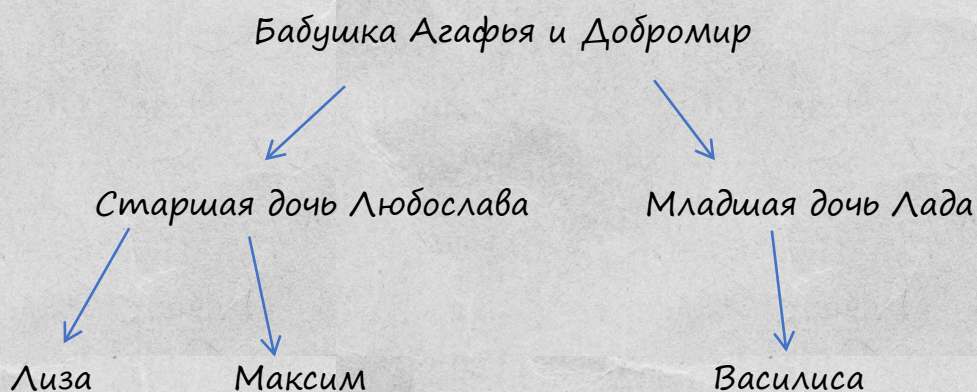 Бабушка Агафья и Добромир
Старшая дочь Любослава Младшая дочь Лада
Лиза Максим Василиса